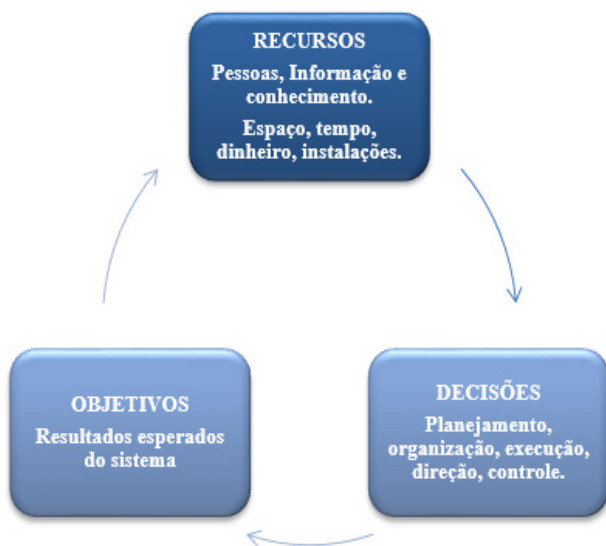 RECURSOS
Pessoas, Informação e
conhecimento.
Espaço, tempo,
dinheiro, instalações.
OBJETIVOS
Resultados esperados
do sistema
DECISÕES
Planejamento,
organização, execução,
direção, controle.